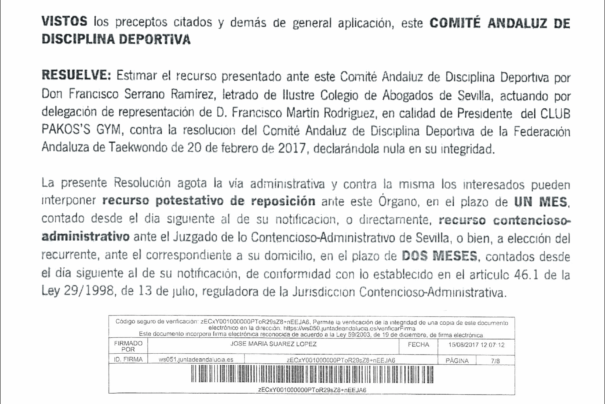 VISTOS los preceptos citados y demás de general aplicación, este COMITÉ ANDALUZ DE
DISCIPLINA DEPORTIVA
RESUELVE: Estimar el recurso presentado ante este Comité Andaluz de Disciplina Deportiva por
Don Francisco Serrano Ramírez, letrado de Ilustre Colegio de Abogados de Sevilla, actuando por
delegación de representación de D. Francisco Martín Rodríguez, en calidad de Presidente del CLUB
PAKOS'S GYM, contra la resolucion del Comité Andaluz de Disciplina Deportiva de la Federación
Andaluza de Taekwondo de 20 de febrero de 2017, declarándola nula en su integridad.
La presente Resolución agota la vía administrativa y contra la misma los interesados pueden
interponer recurso potestativo de reposición ante este Órgano, en el plazo de UN MES,
contado desde el día siguiente al de su notificacion, o directamente, recurso contencioso-
administrativo ante el Juzgado de lo Contencioso-Administrativo de Sevilla, o bien, a elección del
recurrente, ante el correspondiente a su domicilio, en el plazo de DOS MESES, contados desde
el día siguiente al de su notificación, de conformidad con lo establecido en el articulo 46.1 de la
Ley 29/1998, de 13 de julio, reguladora de la Jurisdiccion Contencioso-Administrativa.
Código seguro de verificación: zECxY001000000PToR29sZ8+nEEJA6. Permite la verificación de la integridad de una copia de este documento
electrónico en la dirección: https://ws050.juntadeandalucia.es/verificarFirma
Este documento incorpora firma electrónica reconocida de acuerdo a la Ley 59/2003, de 19 de diciembre, de firma electrónica.
FIRMADO POR JOSE MARIA SUAREZ LOPEZ FECHA 15/06/2017 12:07:12
ID. FIRMA ws051.juntadeandalucia.es zECxY001000000PToR29sZ8+nEEJA6 PÁGINA 7/8
zECxY001000000PToR29sZ8+nEEJA6